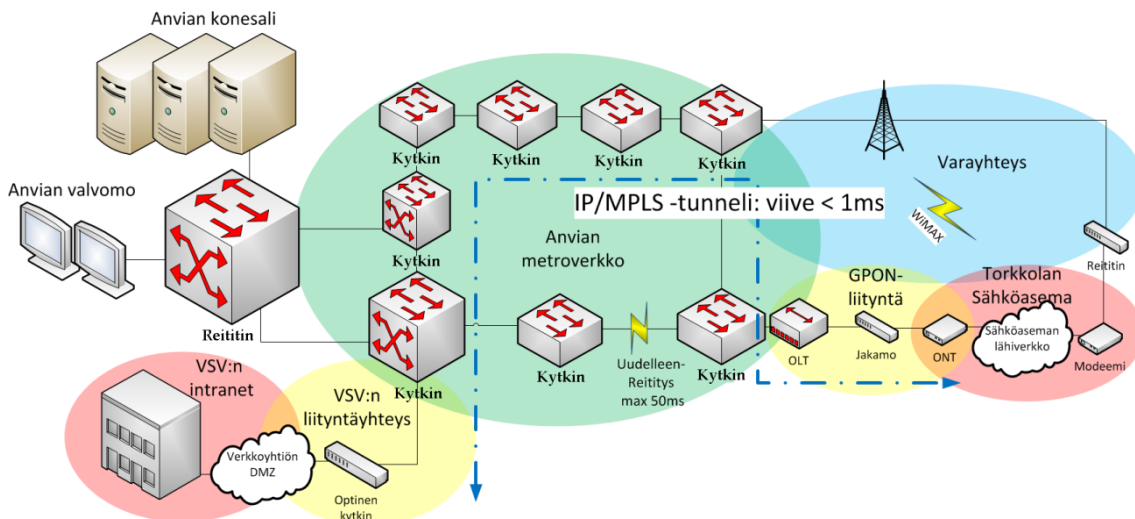 Anvian konesali
Anvian valvomo
Reititin
Kytkin
Kytkin
Kytkin
Kytkin
Kytkin
Kytkin
Kytkin
Kytkin
IP/MPLS -tunneli: viive < 1ms
Anvian
metroverkko
Uudelleen-
Reititys
max 50ms
Varayhteys
WiMAX
Reititin
GPON-
liityntä
OLT
Jakamo
ONT
Torkkolan
Sähköasema
Sähköaseman
lähiverkko
Modeemi
VSV:n
intranet
Verkkoyhtiön
DMZ
VSV:n
liityntäyhteys
Optinen
kytkin